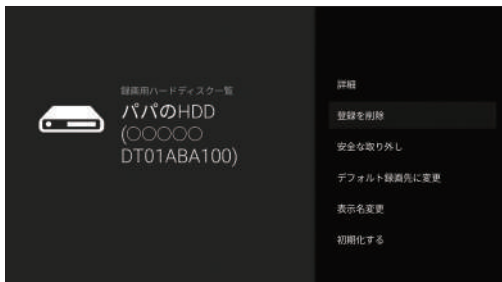 録画用ハードディスク一覧
パパのHDD
(○○○○○
DT01ABA100)
詳細
登録を削除
安全な取り外し
デフォルト録画先に変更
表示名変更
初期化する